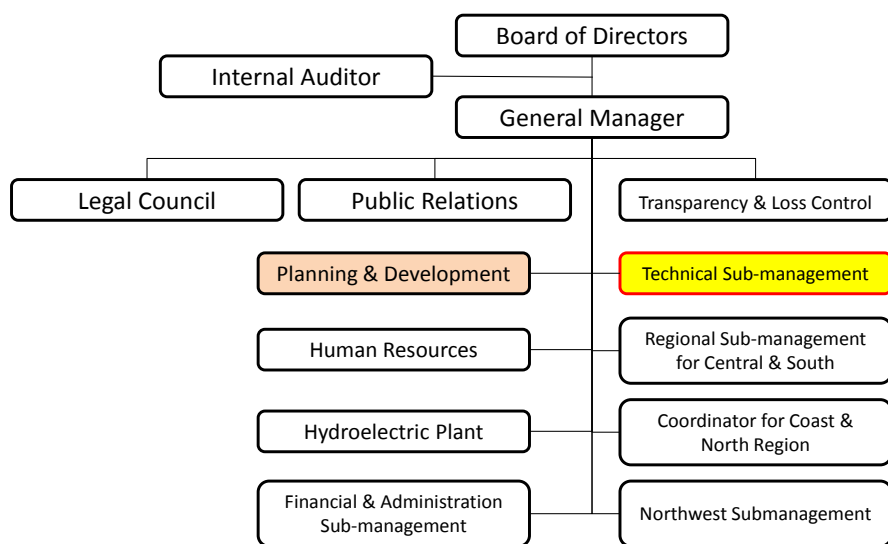 Board of Directors
Internal Auditor
General Manager
Legal Council
Public Relations
Transparency & Loss Control
Planning & Development
Technical Sub-management
Human Resources
Regional Sub-management
for Central & South
Hydroelectric Plant
Coordinator for Coast &
North Region
Financial & Administration
Sub-management
Northwest Submanagement